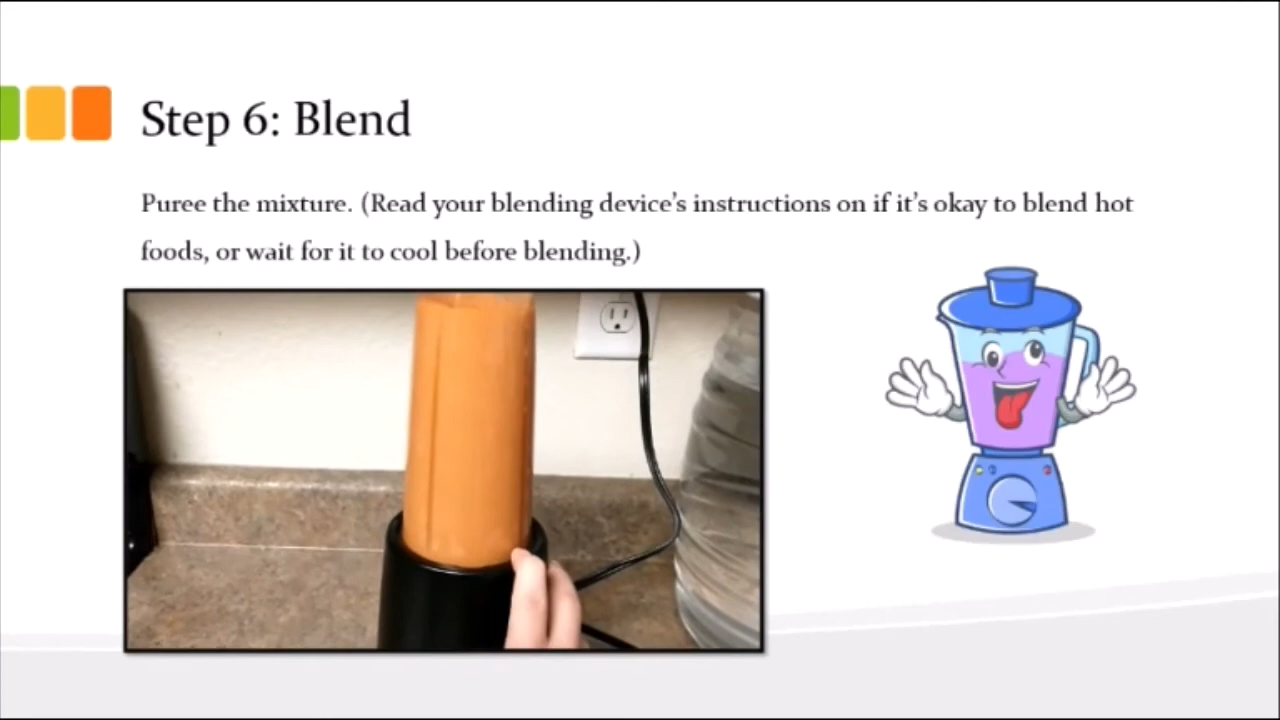 Step 6: Blend
Puree the mixture. (Read your blending device’s instructions on if it’s okay to blend hot
foods, or wait for it to cool before blending.)